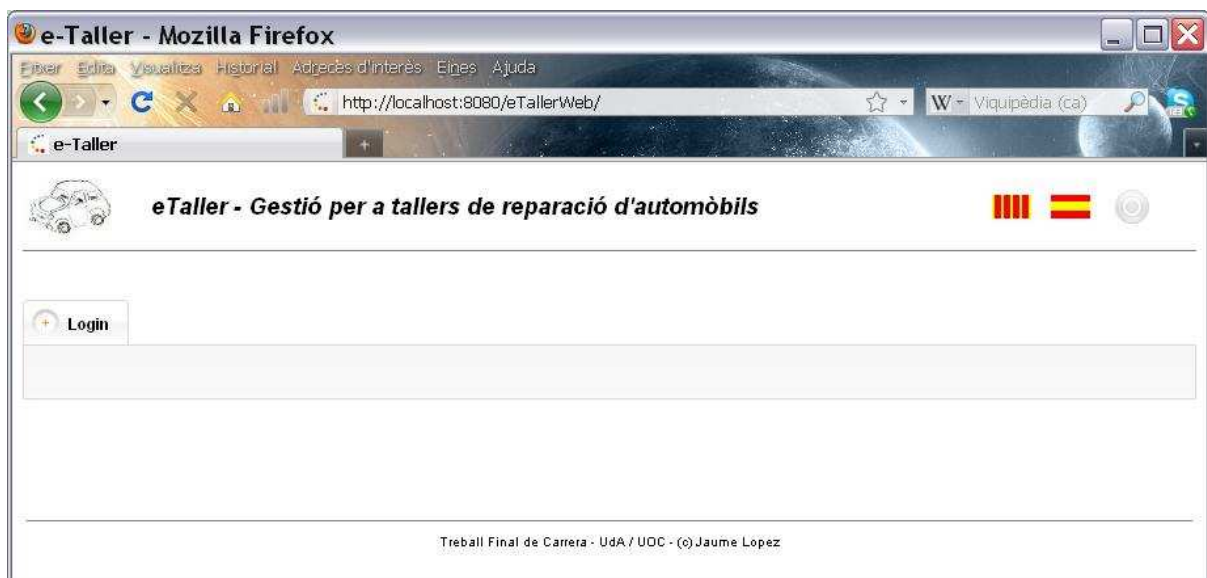 e-Taller - Mozilla Firefox
Fitxer Edita Visualitza Historial Adreces d'interès Eines Ajuda
http://localhost:8080/eTallerWeb/ W Viquipèdia (ca)
e-Taller
eTaller - Gestió per a tallers de reparació d'automòbils
Login
Treball Final de Carrera - UdA / UOC - (c) Jaume Lopez